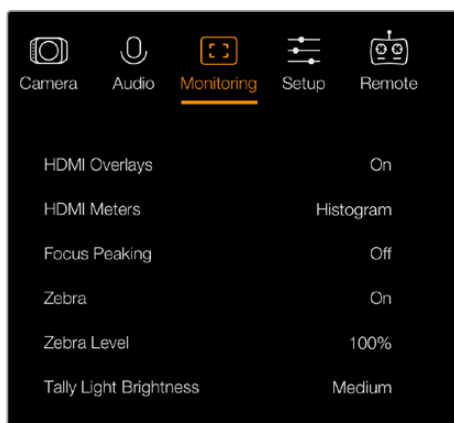 Camera Audio Monitoring Setup Remote
HDMI Overlays On
HDMI Meters Histogram
Focus Peaking Off
Zebra On
Zebra Level 100%
Tally Light Brightness Medium